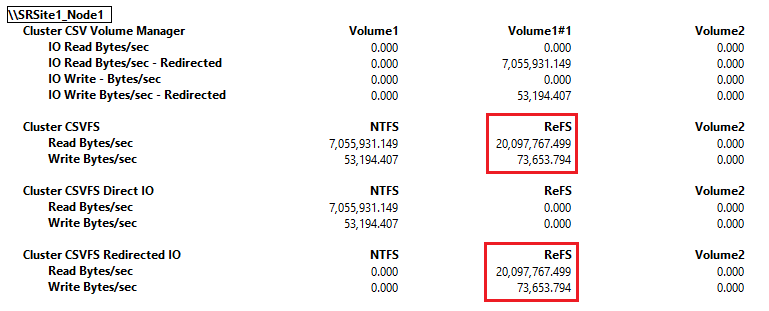 \\SRSite1_Node1
Cluster CSV Volume Manager Volume1 Volume1#1 Volume2
IO Read Bytes/sec 0.000 0.000 0.000
IO Read Bytes/sec - Redirected 0.000 7,055,931.149 0.000
IO Write - Bytes/sec 0.000 0.000 0.000
IO Write Bytes/sec - Redirected 0.000 53,194.407 0.000
Cluster CSVFS NTFS ReFS Volume2
Read Bytes/sec 7,055,931.149 20,097,767.499 0.000
Write Bytes/sec 53,194.407 73,653.794 0.000
Cluster CSVFS Direct IO NTFS ReFS Volume2
Read Bytes/sec 7,055,931.149 0.000 0.000
Write Bytes/sec 53,194.407 0.000 0.000
Cluster CSVFS Redirected IO NTFS ReFS Volume2
Read Bytes/sec 0.000 20,097,767.499 0.000
Write Bytes/sec 0.000 73,653.794 0.000